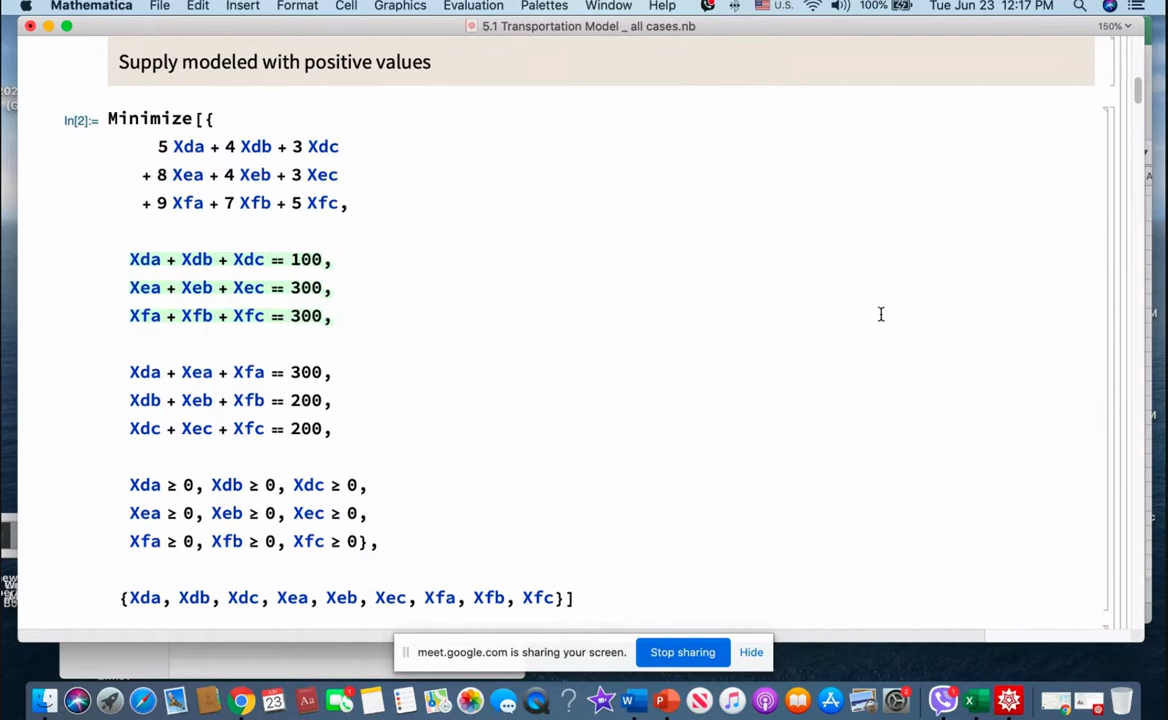 Mathematica File Edit Insert Format Cell Graphics Evaluation Palettes Window Help U.S. 100% Tue Jun 23 12:17 PM
5.1 Transportation Model _ all cases.nb 150%
Supply modeled with positive values
In[2]:= Minimize[{
5 Xda + 4 Xdb + 3 Xdc
+ 8 Xea + 4 Xeb + 3 Xec
+ 9 Xfa + 7 Xfb + 5 Xfc,
Xda + Xdb + Xdc == 100,
Xea + Xeb + Xec == 300,
Xfa + Xfb + Xfc == 300,
Xda + Xea + Xfa == 300,
Xdb + Xeb + Xfb == 200,
Xdc + Xec + Xfc == 200,
Xda ≥ 0, Xdb ≥ 0, Xdc ≥ 0,
Xea ≥ 0, Xeb ≥ 0, Xec ≥ 0,
Xfa ≥ 0, Xfb ≥ 0, Xfc ≥ 0},
{Xda, Xdb, Xdc, Xea, Xeb, Xec, Xfa, Xfb, Xfc}]
meet.google.com is sharing your screen. Stop sharing Hide